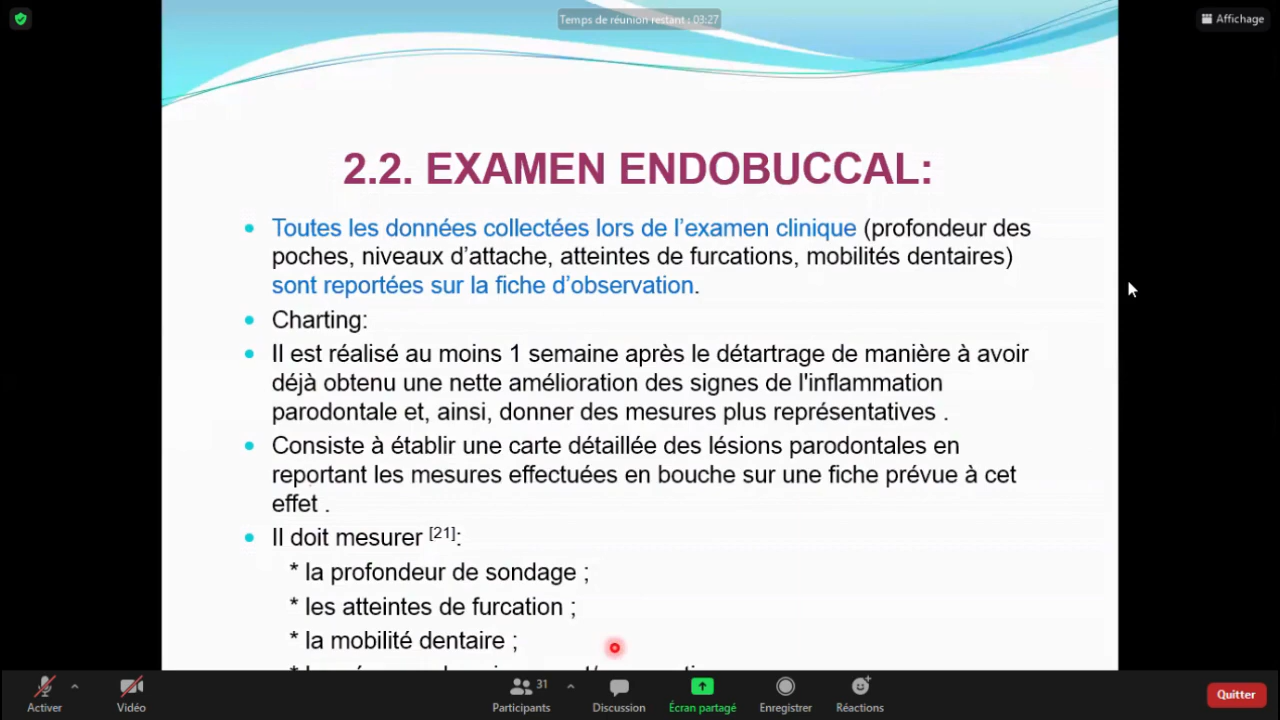 Temps de réunion restant : 03:27
Affichage
2.2. EXAMEN ENDOBUCCAL:
Toutes les données collectées lors de l’examen clinique (profondeur des
poches, niveaux d’attache, atteintes de furcations, mobilités dentaires)
sont reportées sur la fiche d’observation.
Charting:
Il est réalisé au moins 1 semaine après le détartrage de manière à avoir
déjà obtenu une nette amélioration des signes de l'inflammation
parodontale et, ainsi, donner des mesures plus représentatives .
Consiste à établir une carte détaillée des lésions parodontales en
reportant les mesures effectuées en bouche sur une fiche prévue à cet
effet .
Il doit mesurer [21]:
* la profondeur de sondage ;
* les atteintes de furcation ;
* la mobilité dentaire ;
Activer
Vidéo
31
Participants
Discussion
Écran partagé
Enregistrer
Réactions
Quitter